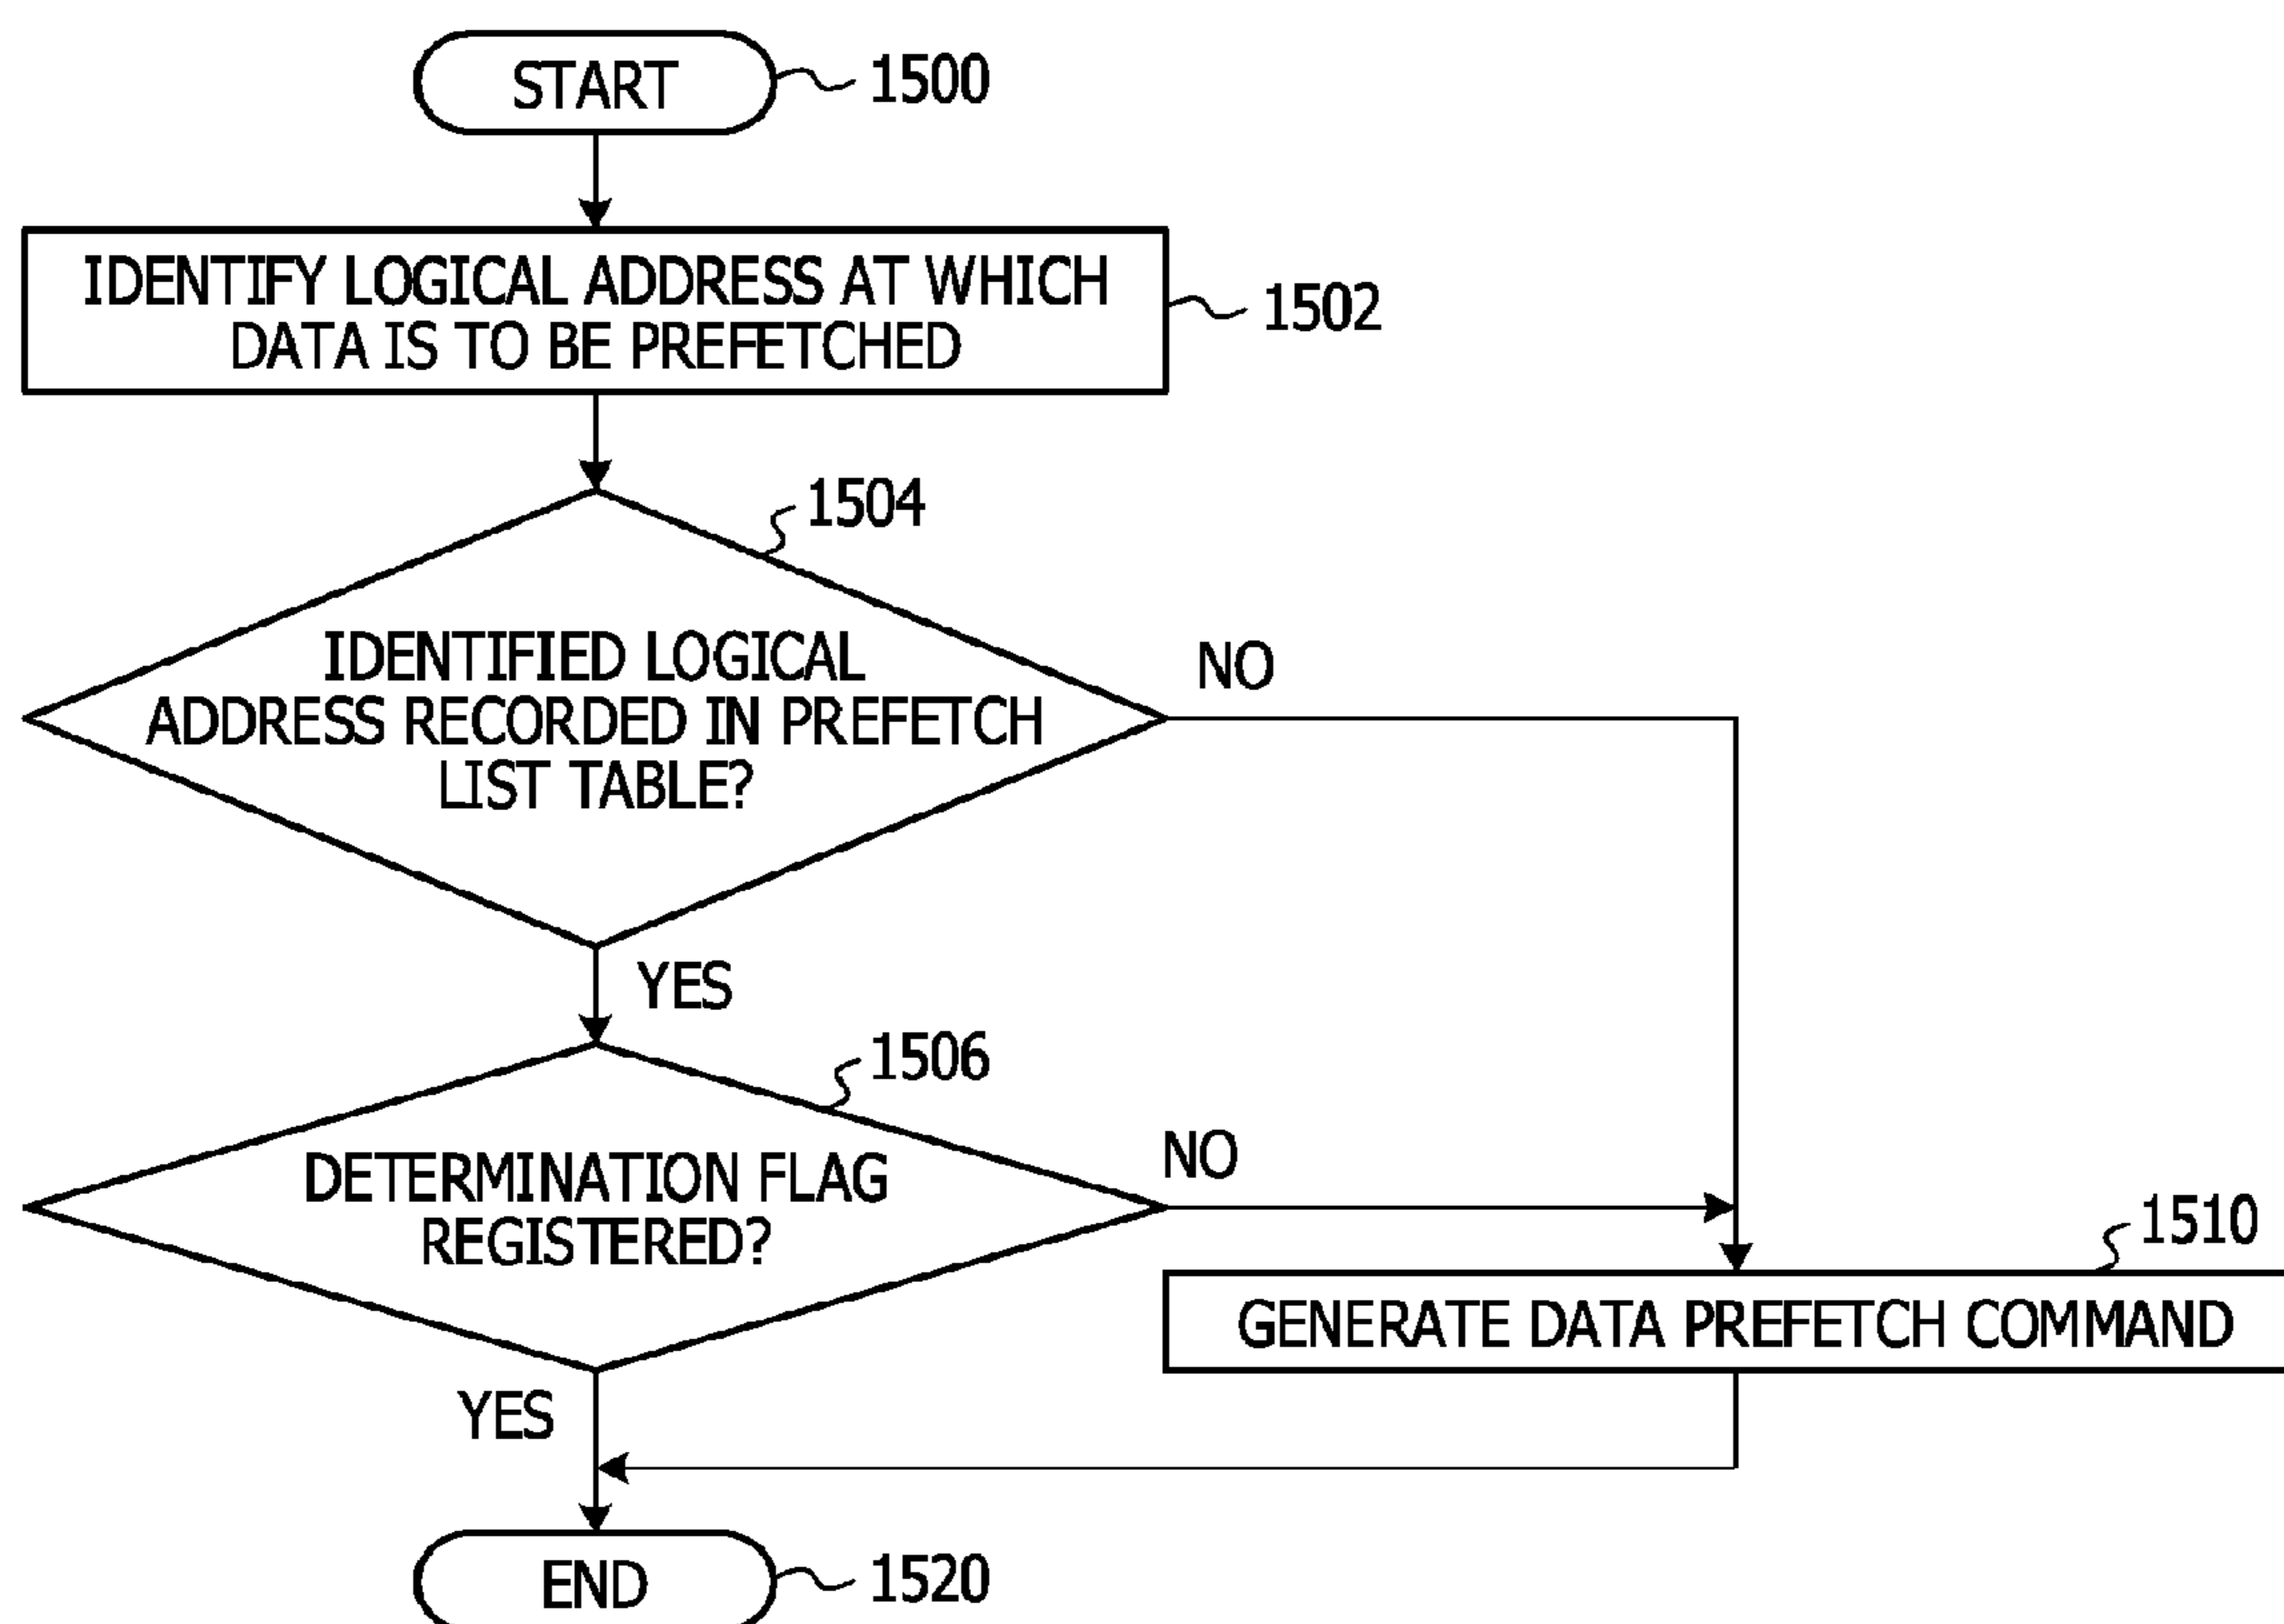 START
1500
IDENTIFY LOGICAL ADDRESS AT WHICH
DATA IS TO BE PREFETCHED
1502
1504
IDENTIFIED LOGICAL
ADDRESS RECORDED IN PREFETCH
LIST TABLE?
NO
YES
1506
DETERMINATION FLAG
REGISTERED?
NO
1510
GENERATE DATA PREFETCH COMMAND
YES
END
1520